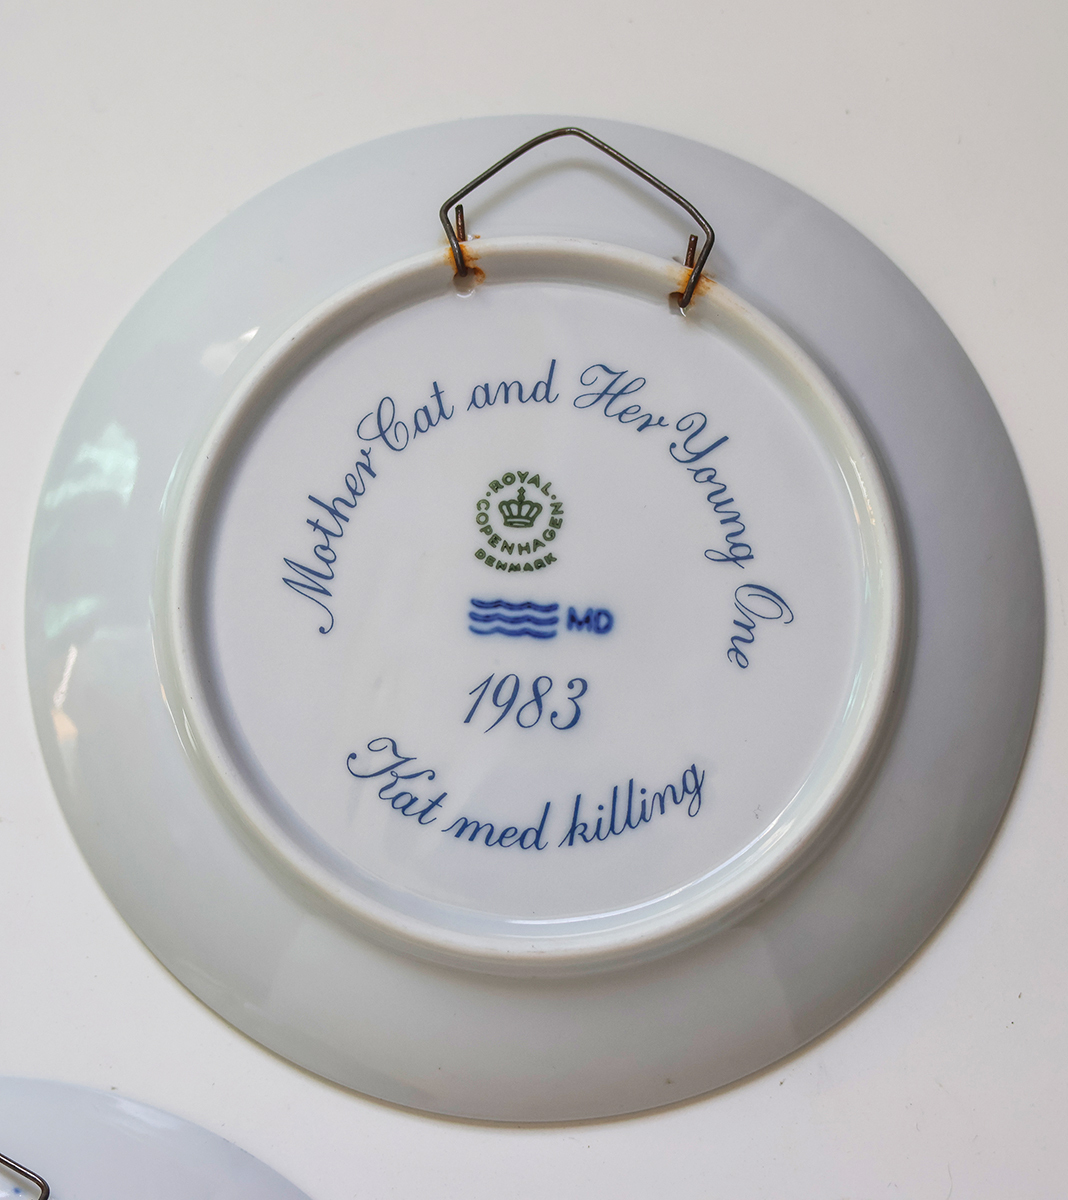 Mother Cat and Her Young One
·ROYAL·
COPENHAGEN
DENMARK
MD
1983
Kat med killing